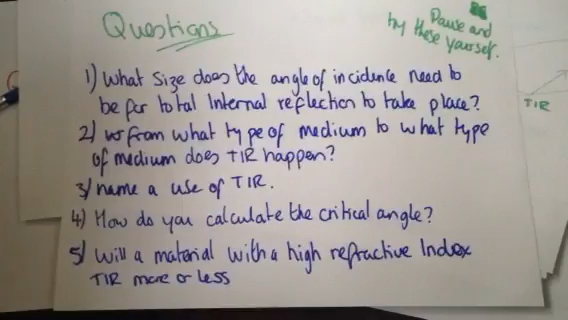 Questions
Pause and
try these yourself.
1) What size does the angle of incidence need to
be for total Internal reflection to take place?
2) from what type of medium to what type
of medium does TIR happen?
3) name a use of TIR.
4) How do you calculate the critical angle?
5) Will a material with a high refractive Index
TIR more or less
TIR